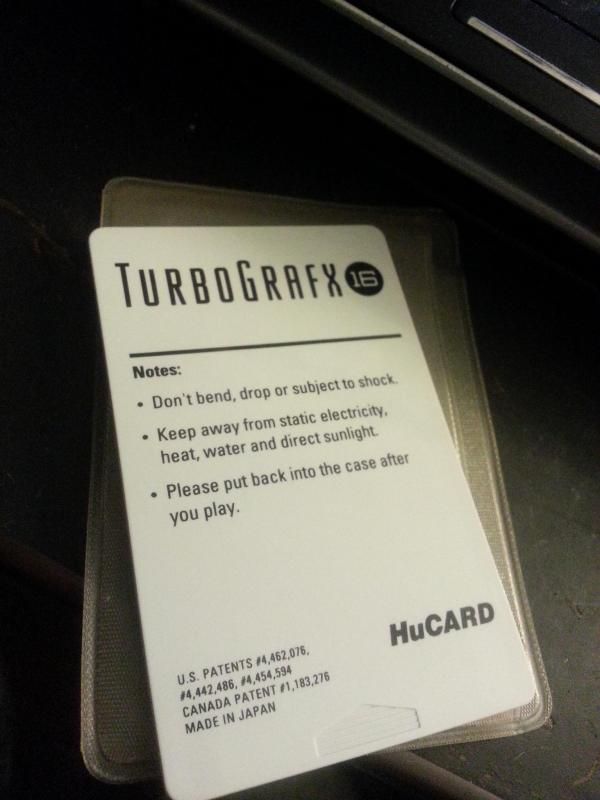 TURBOGRAFX 16
Notes:
• Don't bend, drop or subject to shock.
• Keep away from static electricity,
heat, water and direct sunlight.
• Please put back into the case after
you play.
HuCARD
U.S. PATENTS #4,462,076,
#4,442,486, #4,454,594
CANADA PATENT #1,183,276
MADE IN JAPAN